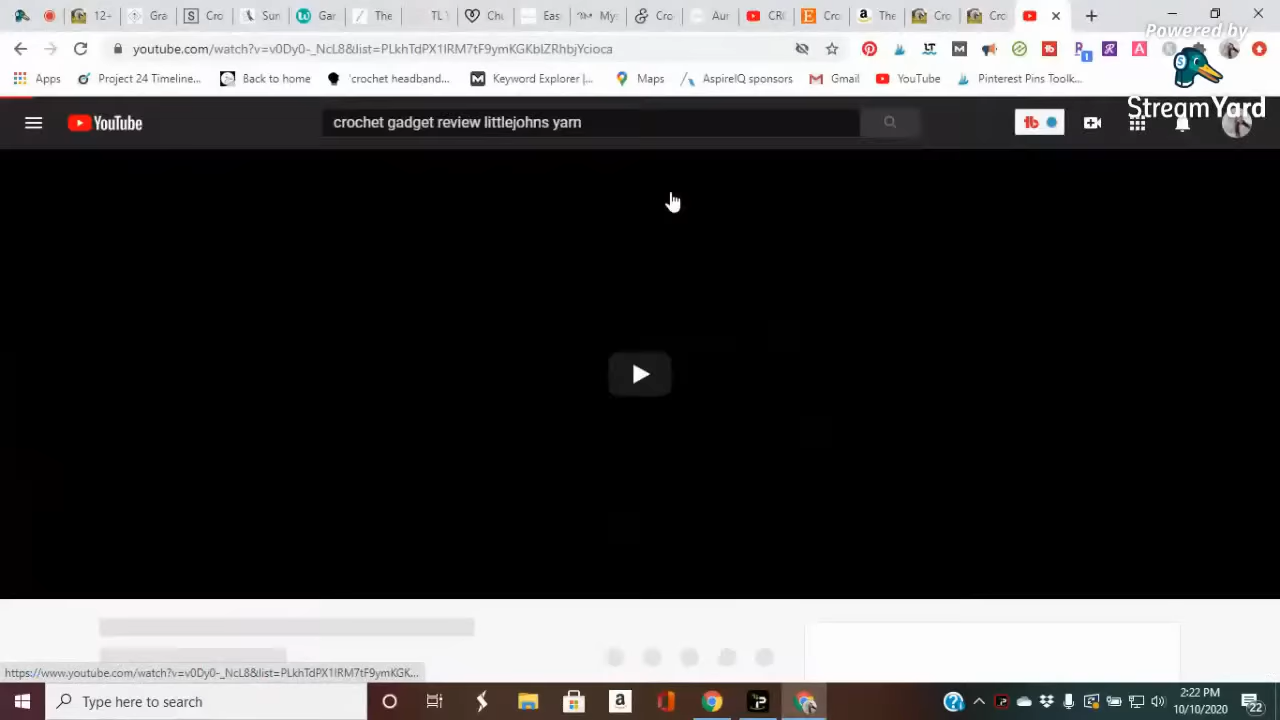 12+ Gra Cro Sun Gar The TL Chu Eas My Cro Aur CR Cro The Cro Cro
Powered by
youtube.com/watch?v=v0Dy0-_NcL8&list=PLkhTdPX1IRM7tF9ymKGKblZRhbjYcioca
Apps Project 24 Timeline... Back to home 'crochet headband... Keyword Explorer |... Maps AspireIQ sponsors Gmail YouTube Pinterest Pins Toolk...
StreamYard
YouTube crochet gadget review littlejohns yarn
https://www.youtube.com/watch?v=v0Dy0-_NcL8&list=PLkhTdPX1IRM7tF9ymKGK...
Type here to search
2:22 PM
10/10/2020
22